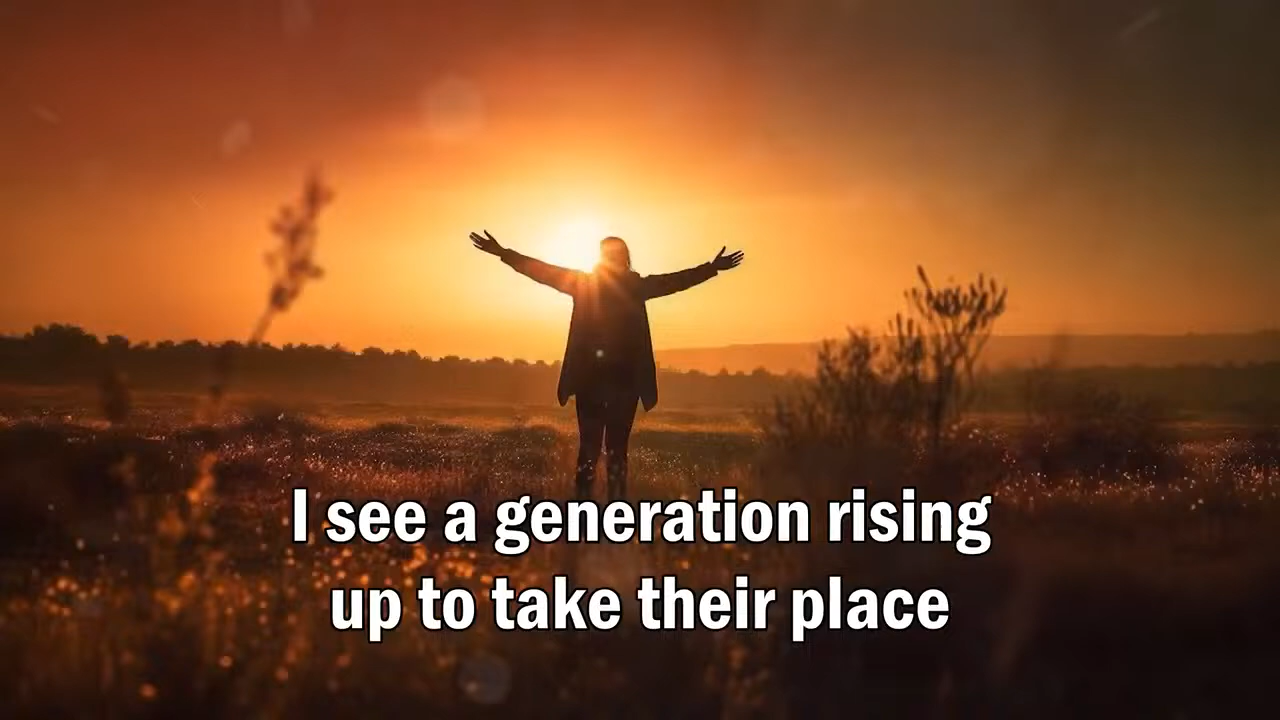 I see a generation rising
up to take their place